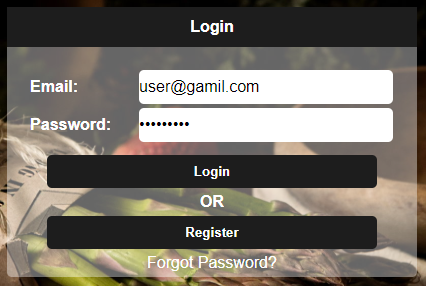 Login
Email: user@gamil.com
Password: •••••••••
Login
OR
Register
Forgot Password?